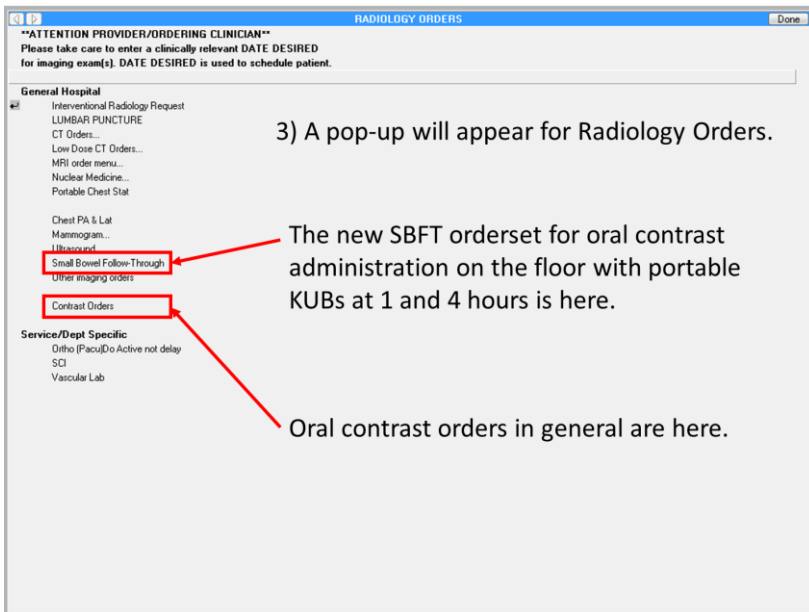 RADIOLOGY ORDERS
Done
**ATTENTION PROVIDER/ORDERING CLINICIAN**
Please take care to enter a clinically relevant DATE DESIRED
for imaging exam(s). DATE DESIRED is used to schedule patient.
General Hospital
Interventional Radiology Request
LUMBAR PUNCTURE
CT Orders...
Low Dose CT Orders...
MRI order menu...
Nuclear Medicine...
Portable Chest Stat
3) A pop-up will appear for Radiology Orders.
Chest PA & Lat
Mammogram...
Ultrasound
Small Bowel Follow-Through
Other imaging orders
The new SBFT orderset for oral contrast
administration on the floor with portable
KUBs at 1 and 4 hours is here.
Contrast Orders
Service/Dept Specific
Ortho (Pacu)Do Active not delay
SCI
Vascular Lab
Oral contrast orders in general are here.